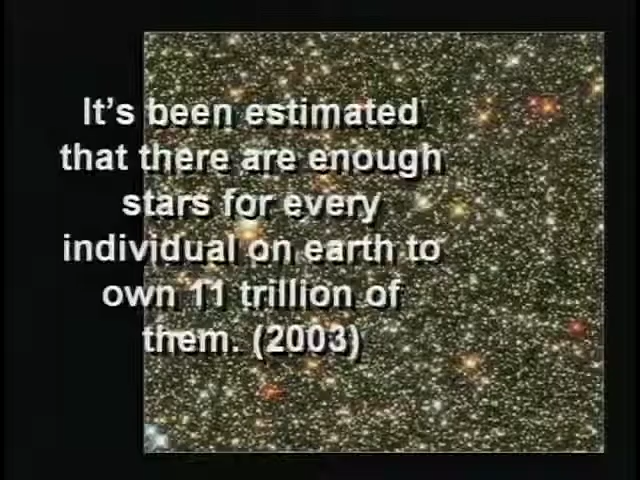 It's been estimated
that there are enough
stars for every
individual on earth to
own 11 trillion of
them. (2003)